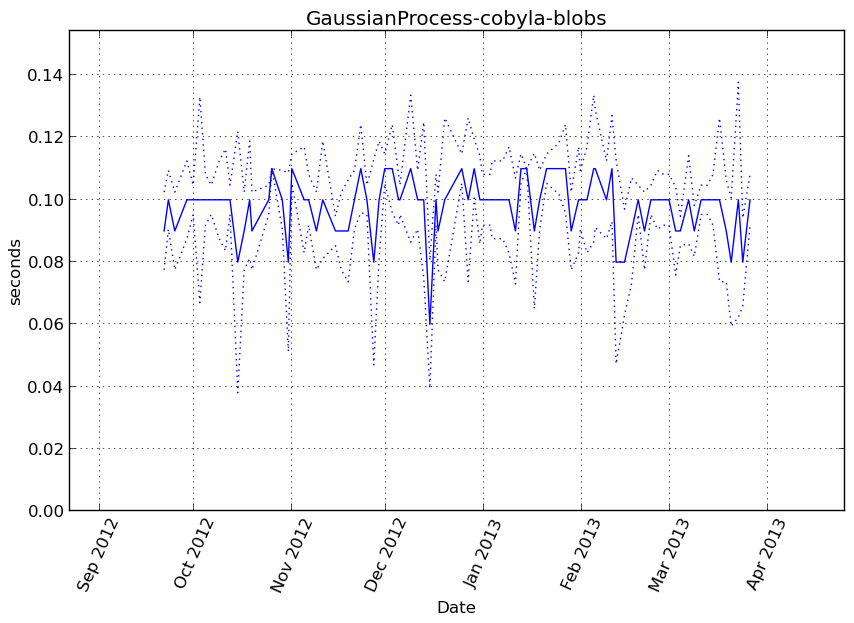 GaussianProcess-cobyla-blobs
0.14
0.12
0.10
0.08
0.06
0.04
0.02
0.00
seconds
Sep 2012
Oct 2012
Nov 2012
Dec 2012
Jan 2013
Feb 2013
Mar 2013
Apr 2013
Date